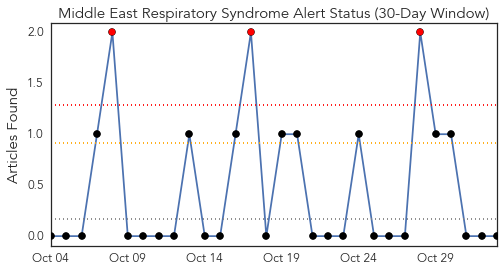 Middle East Respiratory Syndrome Alert Status (30-Day Window)
Articles Found
2.0
1.5
1.0
0.5
0.0
Oct 04 Oct 09 Oct 14 Oct 19 Oct 24 Oct 29